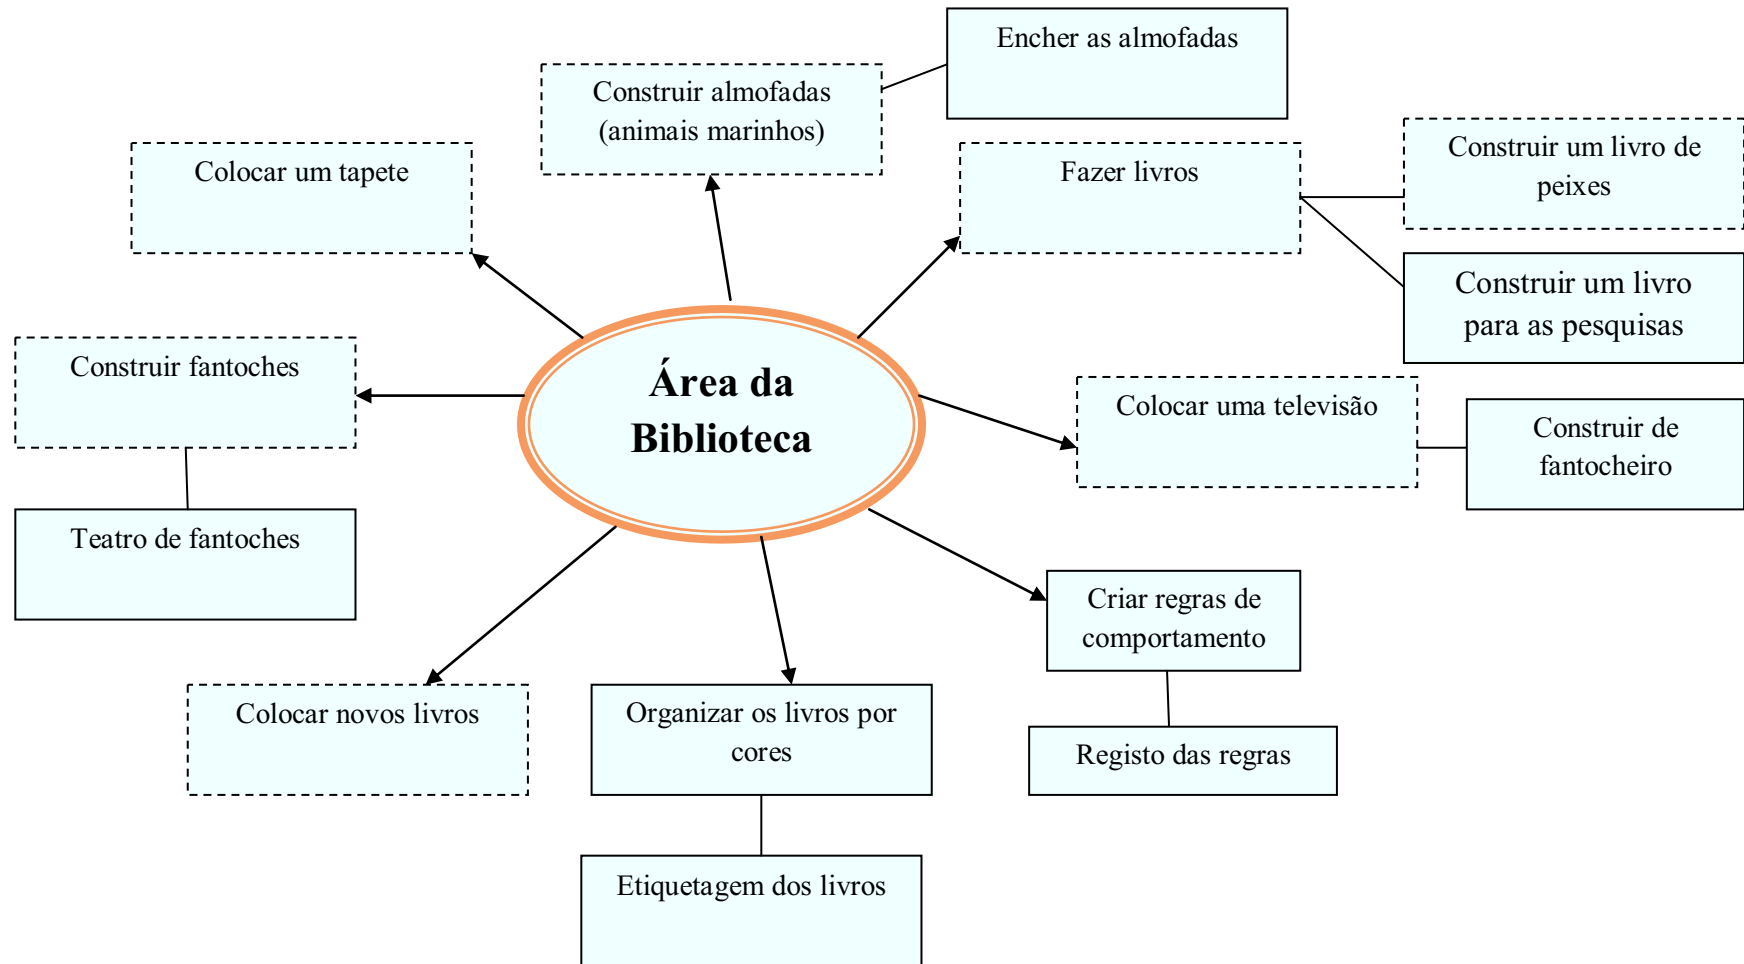 Encher as almofadas
Construir almofadas
(animais marinhos)
Colocar um tapete
Fazer livros
Construir um livro de
peixes
Construir um livro
para as pesquisas
Construir fantoches
Área da
Biblioteca
Colocar uma televisão
Construir de
fantocheiro
Teatro de fantoches
Criar regras de
comportamento
Colocar novos livros
Organizar os livros por
cores
Registo das regras
Etiquetagem dos livros